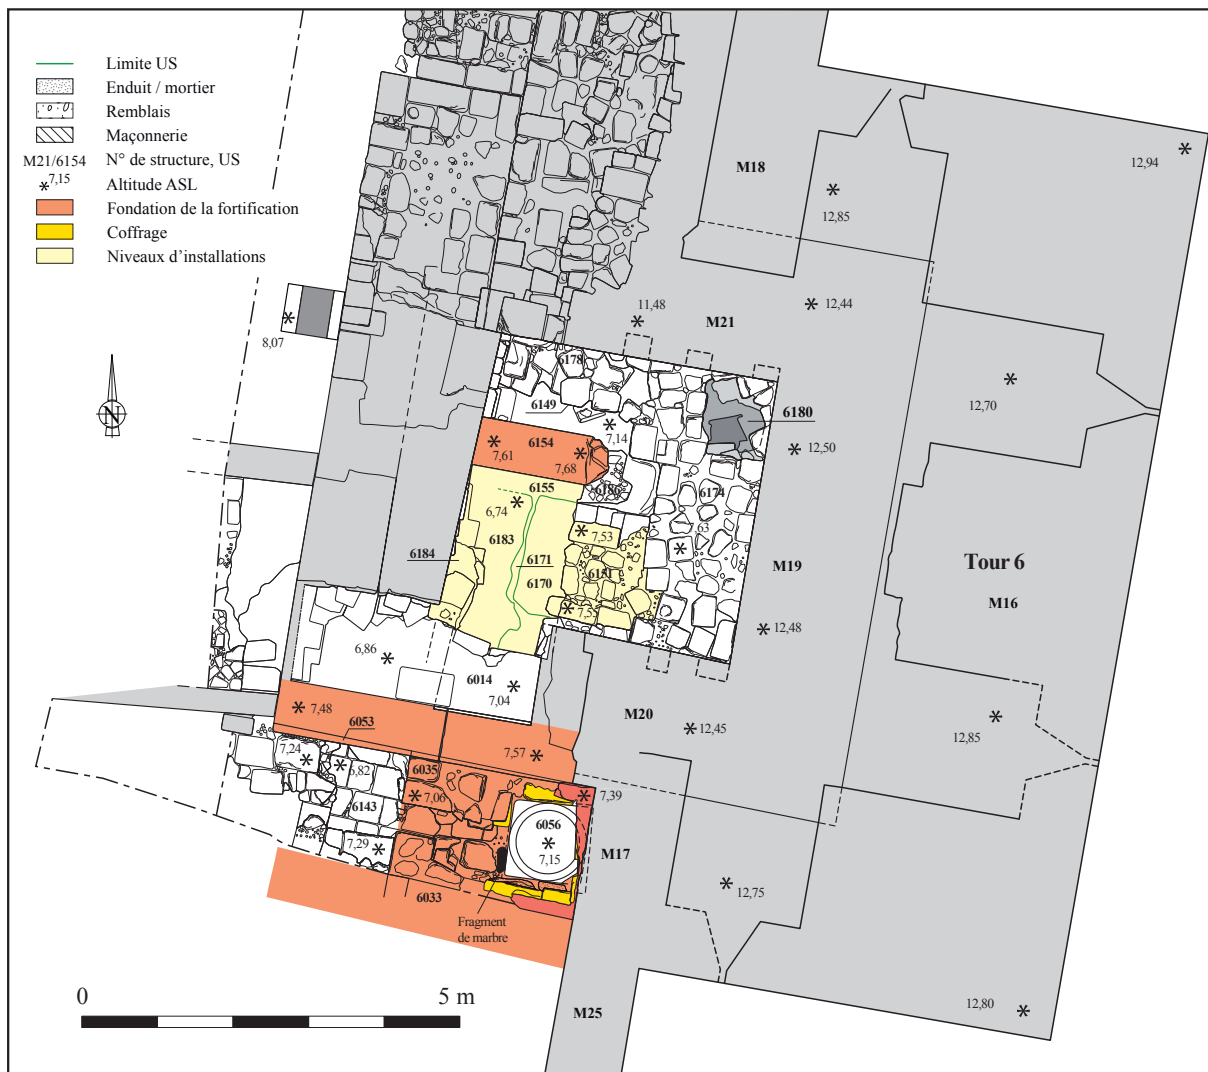 Limite US
Enduit / mortier
Remblais
Maçonnerie
M21/6154 N° de structure, US
7,15 Altitude ASL
Fondation de la fortification
Coffrage
Niveaux d'installations
M18
12,94
12,85
8,07
11,48
M21
12,44
N
6178
6149
7,14
6180
12,70
12,50
6154
7,61
7,68
6155
6186
6174
6,74
7,53
6183
6184
6171
6170
6151
M19
Tour 6
M16
12,48
6,86
6014
7,04
7,48
6053
M20
12,45
12,85
7,57
7,24
6,82
6035
7,06
7,39
6143
6056
7,15
7,29
M17
12,75
6033
Fragment
de marbre
0 5 m
M25
12,80